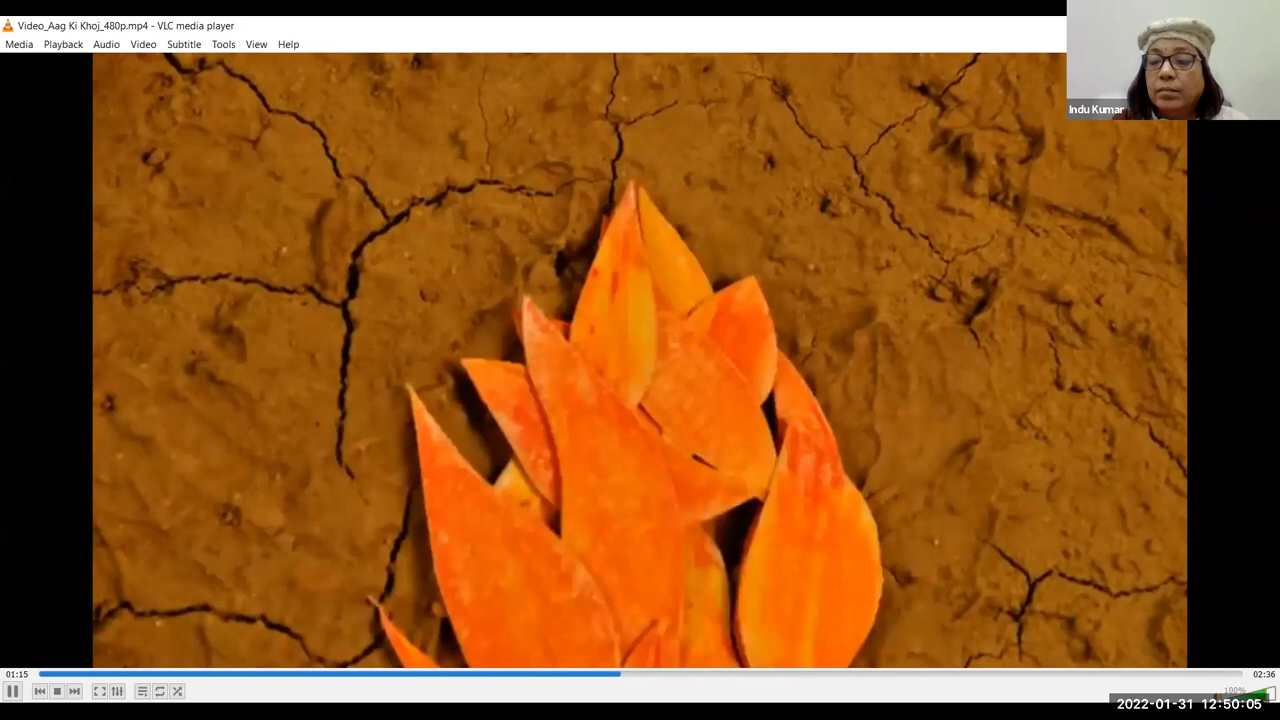 Video_Aag Ki Khoj_480p.mp4 - VLC media player
Media Playback Audio Video Subtitle Tools View Help
Indu Kumar
01:15
02:36
100%
2022-01-31 12:50:05